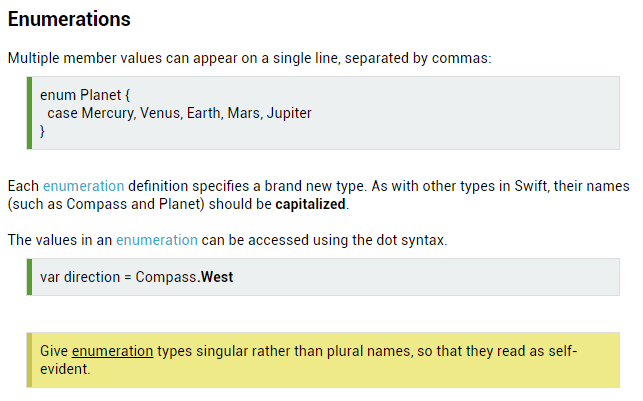 Enumerations
Multiple member values can appear on a single line, separated by commas:
enum Planet {
case Mercury, Venus, Earth, Mars, Jupiter
}
Each enumeration definition specifies a brand new type. As with other types in Swift, their names
(such as Compass and Planet) should be capitalized.
The values in an enumeration can be accessed using the dot syntax.
var direction = Compass.West
Give enumeration types singular rather than plural names, so that they read as self-
evident.